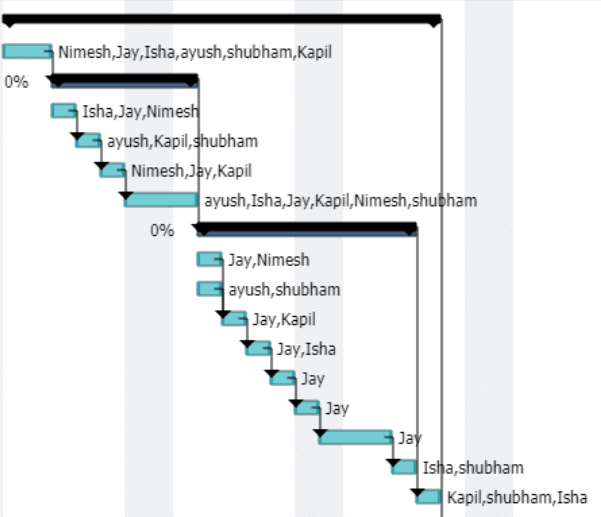 Nimesh,Jay,Isha,ayush,shubham,Kapil
0%
Isha,Jay,Nimesh
ayush,Kapil,shubham
Nimesh,Jay,Kapil
ayush,Isha,Jay,Kapil,Nimesh,shubham
0%
Jay,Nimesh
ayush,shubham
Jay,Kapil
Jay,Isha
Jay
Jay
Jay
Isha,shubham
Kapil,shubham,Isha